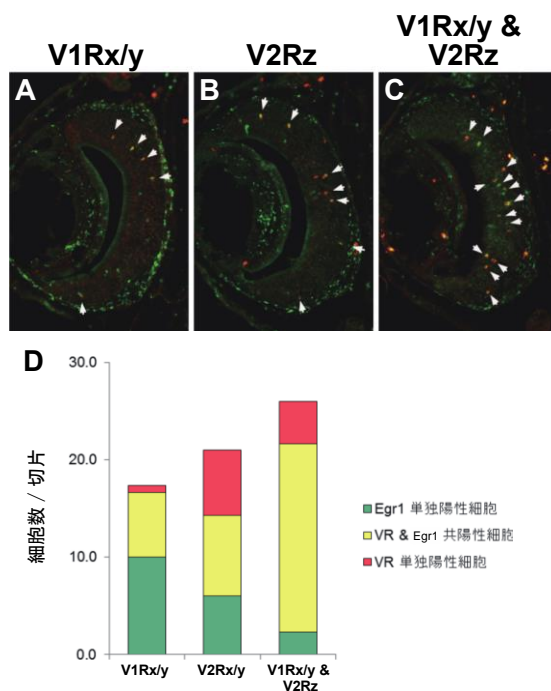 V1Rx/y
V2Rz
V1Rx/y &
V2Rz
A
B
C
D
30.0
20.0
10.0
0.0
細胞数 / 切片
V1Rx/y
V2Rx/y
V1Rx/y &
V2Rz
Egr1 単独陽性細胞
VR & Egr1 共陽性細胞
VR 単独陽性細胞